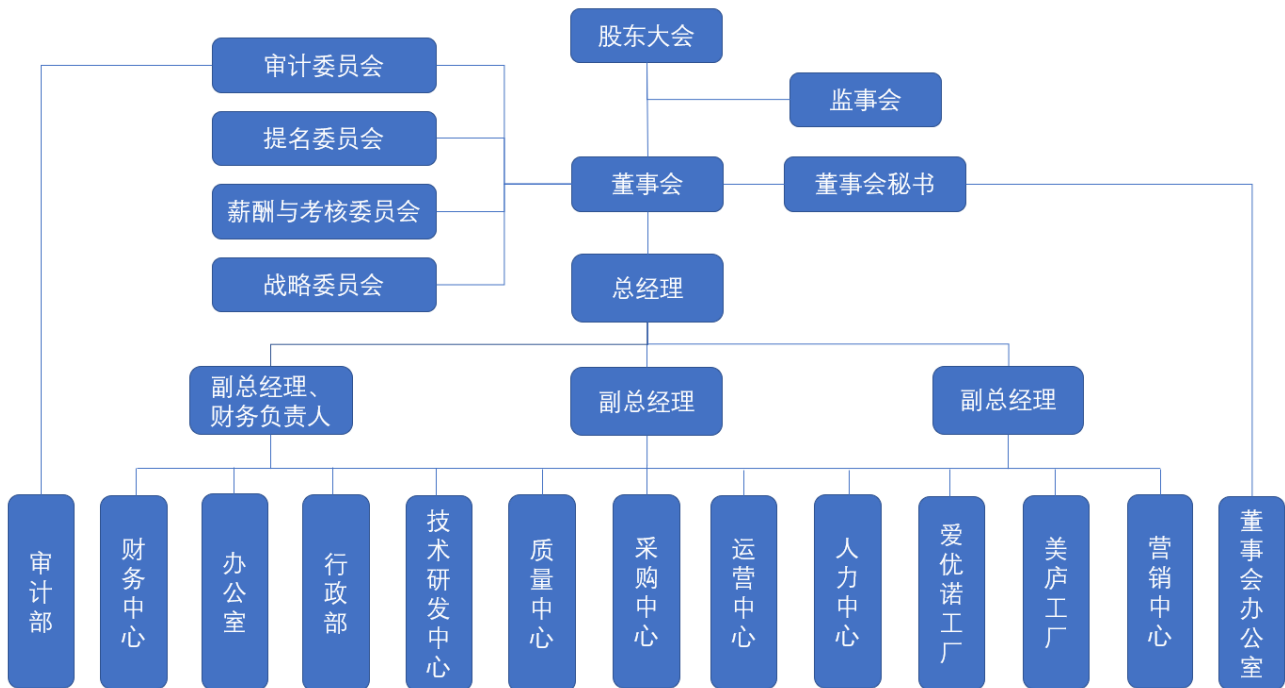 股东大会
审计委员会
监事会
提名委员会
董事会
董事会秘书
薪酬与考核委员会
战略委员会
总经理
副总经理、
财务负责人
副总经理
副总经理
审计部
财务中心
办公室
行政部
技术研发中心
质量中心
采购中心
运营中心
人力中心
爱优诺工厂
美庐工厂
营销中心
董事会办公室